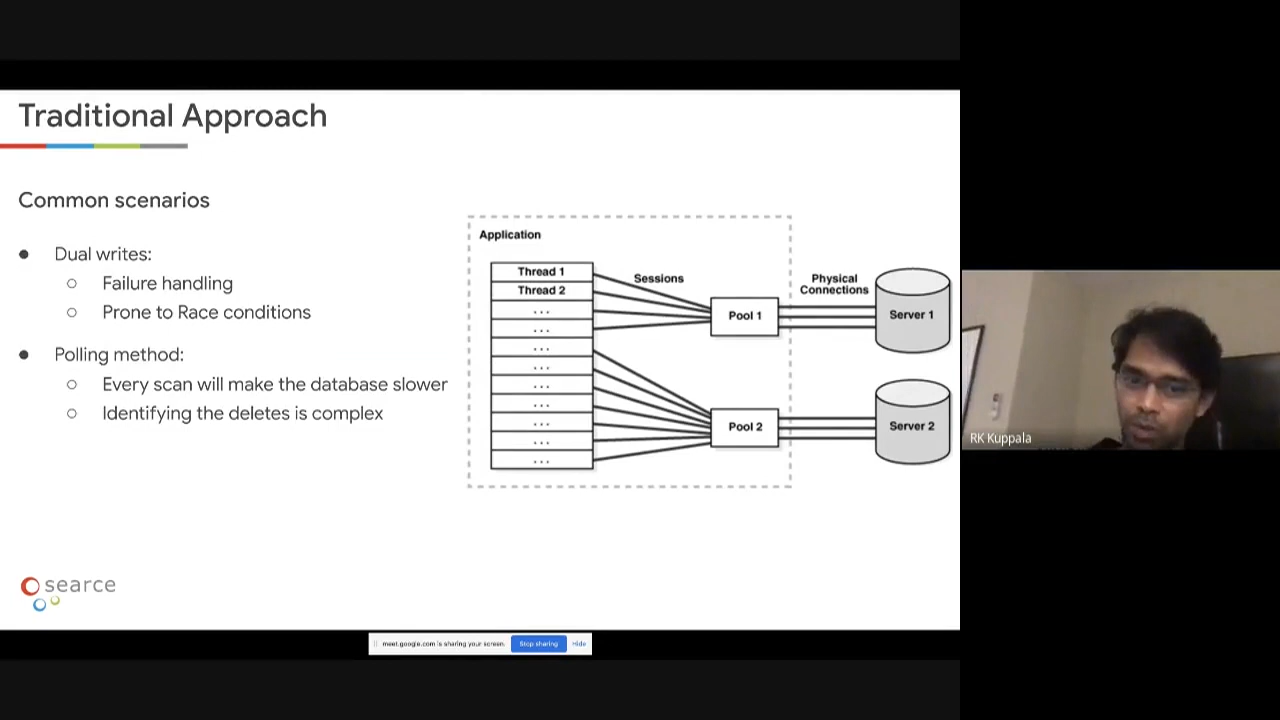 Traditional Approach
Common scenarios
● Dual writes:
○ Failure handling
○ Prone to Race conditions
● Polling method:
○ Every scan will make the database slower
○ Identifying the deletes is complex
Application
Thread 1
Thread 2
...
...
...
...
...
...
...
...
...
Sessions
Pool 1
Pool 2
Physical
Connections
Server 1
Server 2
searce
RK Kuppala
meet.google.com is sharing your screen.
Stop sharing
Hide